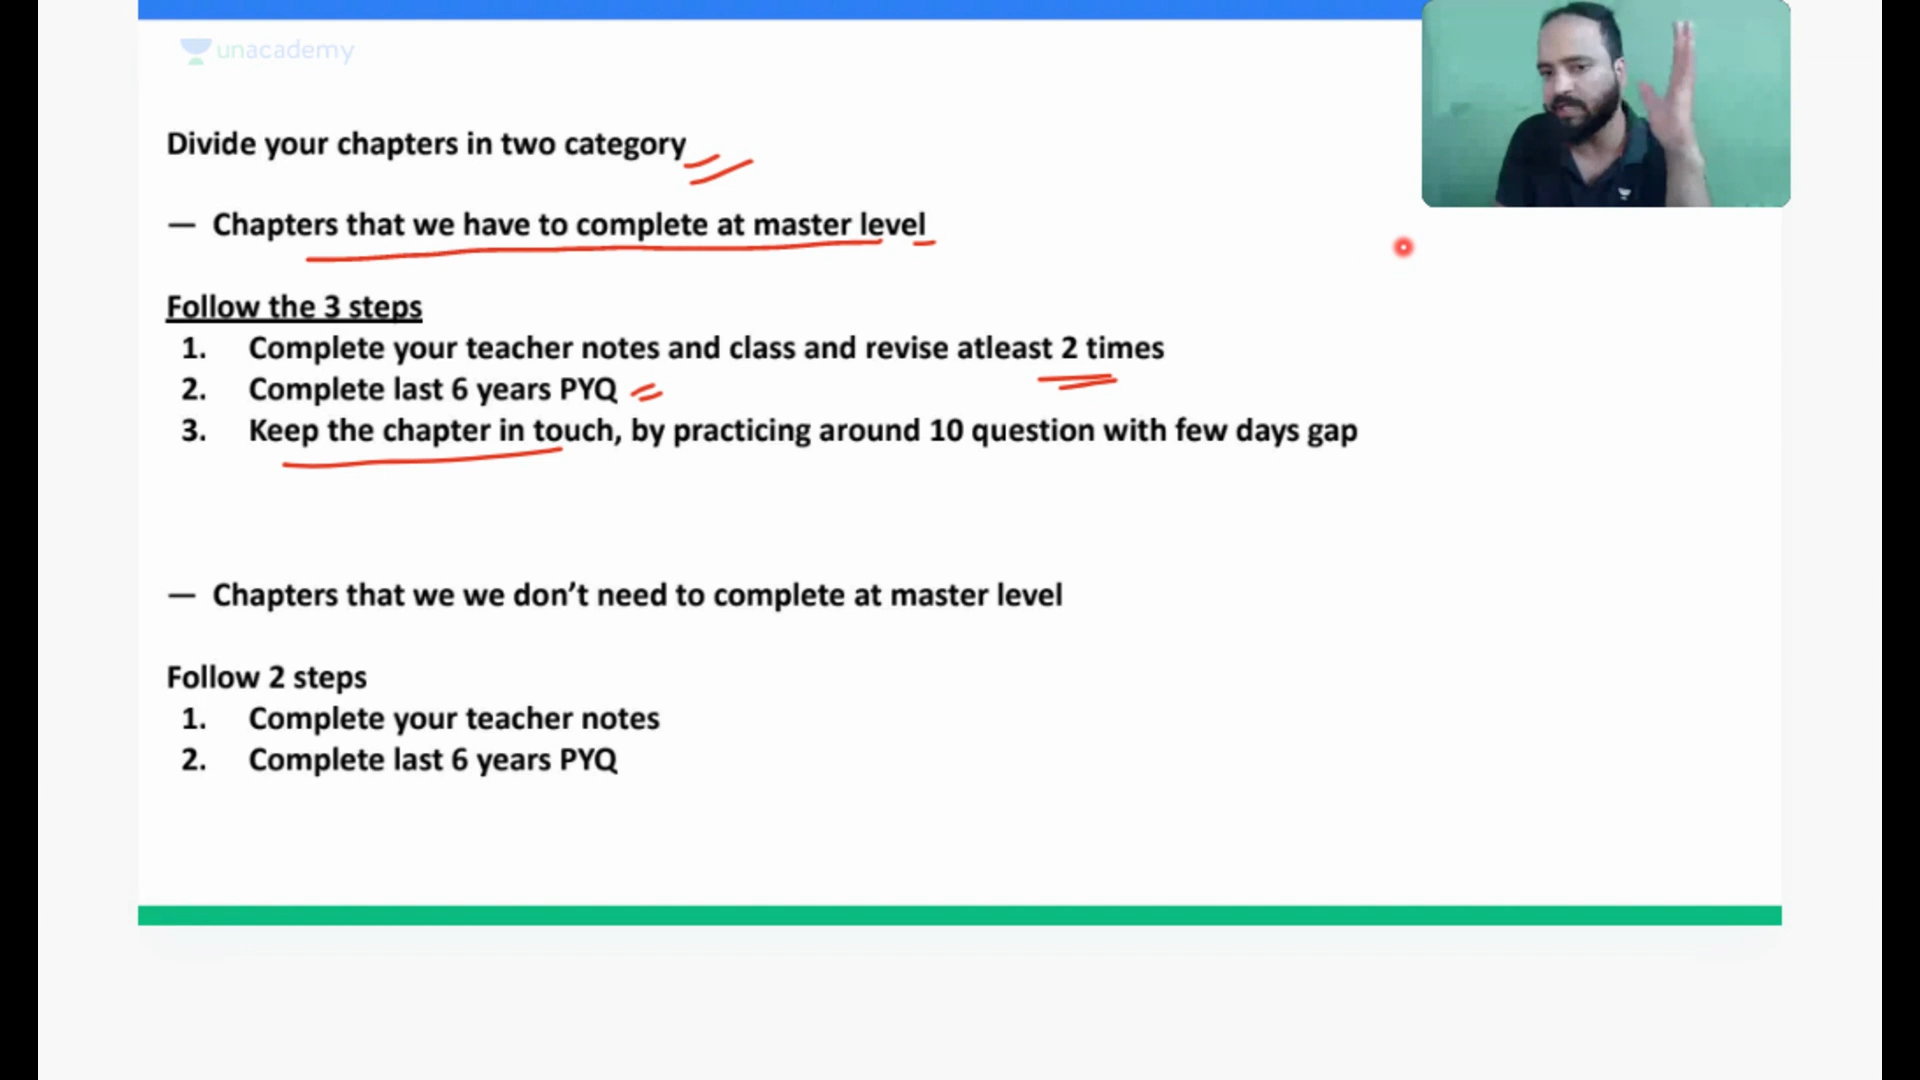 unacademy
Divide your chapters in two category
— Chapters that we have to complete at master level
Follow the 3 steps
1. Complete your teacher notes and class and revise atleast 2 times
2. Complete last 6 years PYQ
3. Keep the chapter in touch, by practicing around 10 question with few days gap
— Chapters that we we don’t need to complete at master level
Follow 2 steps
1. Complete your teacher notes
2. Complete last 6 years PYQ